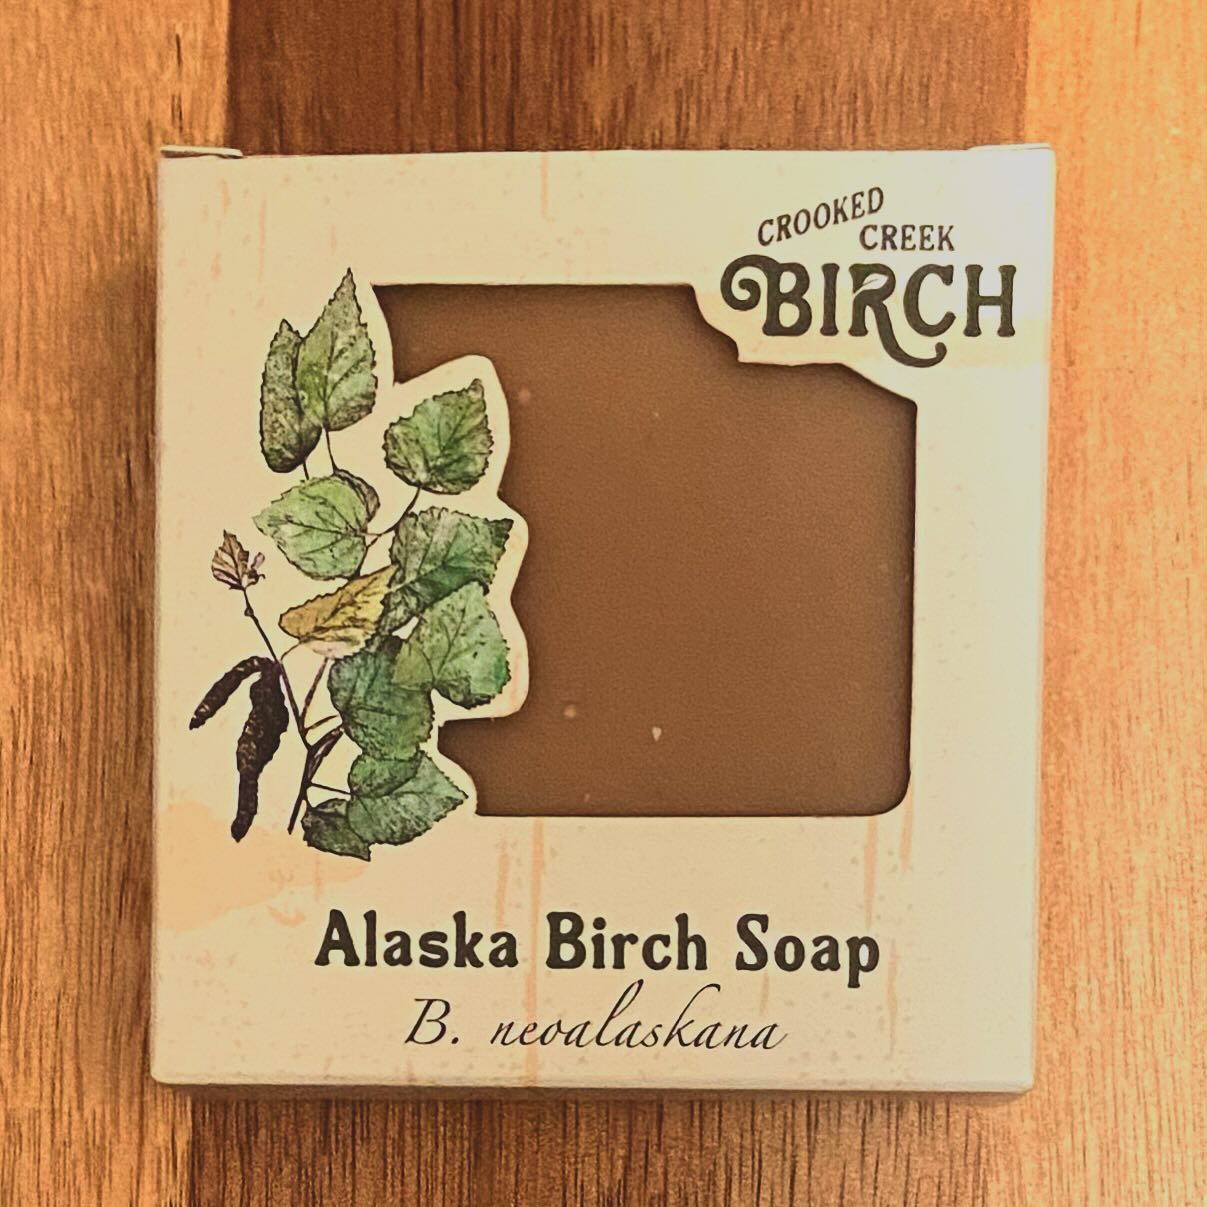 CROOKED
CREEK
BIRCH
Alaska Birch Soap
B. neoalaskana